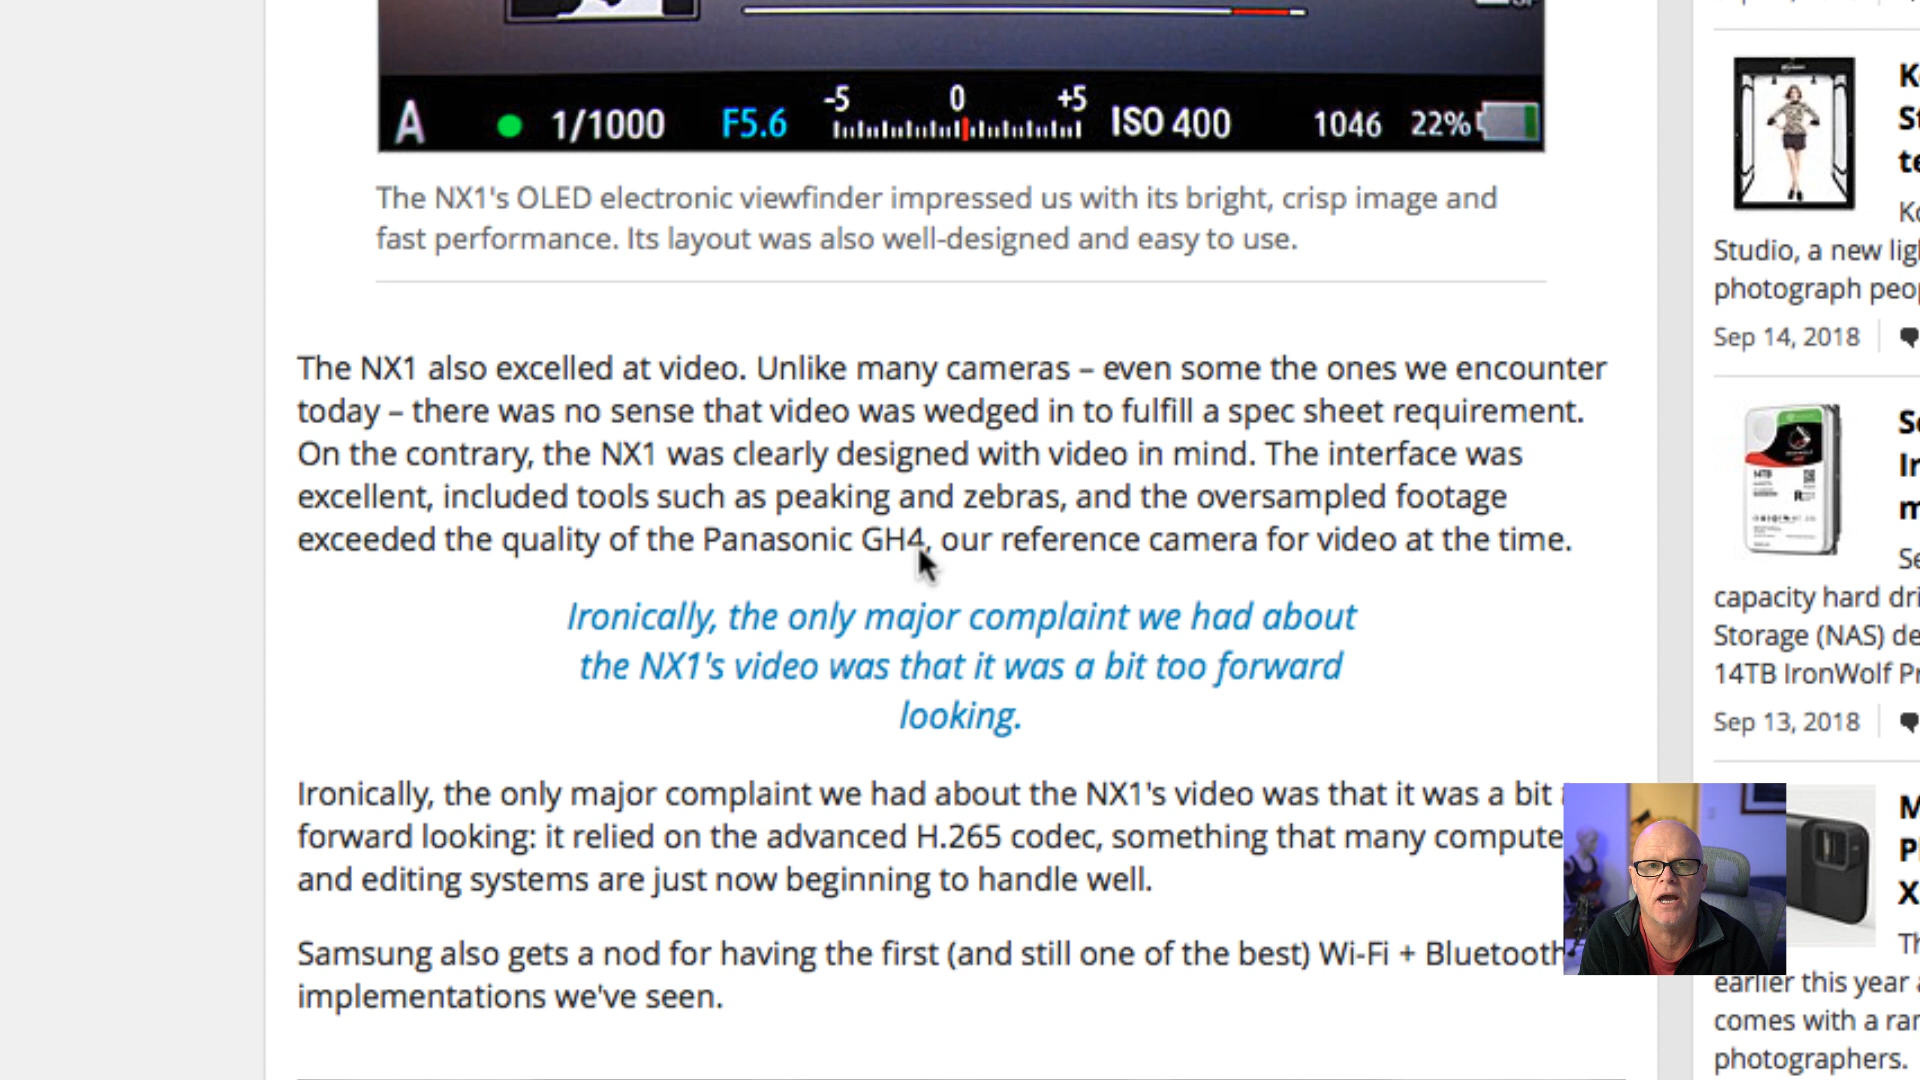 -5 0 +5
A 1/1000 F5.6 ISO 400 1046 22%
The NX1's OLED electronic viewfinder impressed us with its bright, crisp image and
fast performance. Its layout was also well-designed and easy to use.
The NX1 also excelled at video. Unlike many cameras – even some the ones we encounter
today – there was no sense that video was wedged in to fulfill a spec sheet requirement.
On the contrary, the NX1 was clearly designed with video in mind. The interface was
excellent, included tools such as peaking and zebras, and the oversampled footage
exceeded the quality of the Panasonic GH4, our reference camera for video at the time.
Ironically, the only major complaint we had about
the NX1's video was that it was a bit too forward
looking.
Ironically, the only major complaint we had about the NX1's video was that it was a bit
forward looking: it relied on the advanced H.265 codec, something that many compute
and editing systems are just now beginning to handle well.
Samsung also gets a nod for having the first (and still one of the best) Wi-Fi + Bluetooth
implementations we've seen.
K
St
te
Ko
Studio, a new lig
photograph peop
Sep 14, 2018
14TB
Se
Ir
m
Se
capacity hard dri
Storage (NAS) de
14TB IronWolf Pr
Sep 13, 2018
M
P
X
Th
earlier this year a
comes with a ran
photographers.